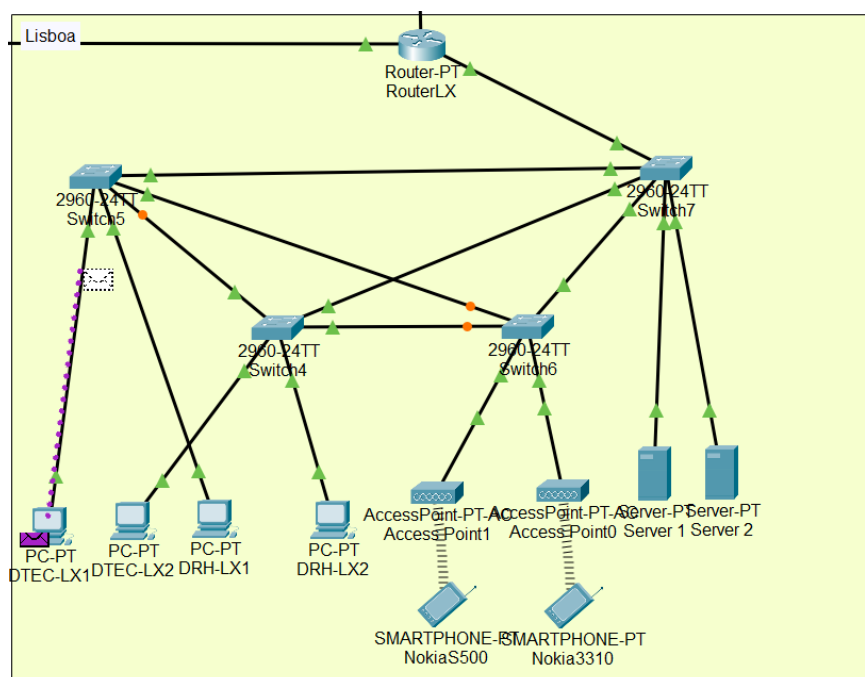 Lisboa
Router-PT
RouterLX
2960-24TT
Switch5
2960-24TT
Switch7
2960-24TT
Switch4
2960-24TT
Switch6
PC-PT
DTEC-LX1
PC-PT
DTEC-LX2
PC-PT
DRH-LX1
PC-PT
DRH-LX2
AccessPoint-PT-AC
Access Point1
AccessPoint-PT-AC
Access Point0
Server-PT
Server 1
Server-PT
Server 2
SMARTPHONE-PT
NokiaS500
SMARTPHONE-PT
Nokia3310